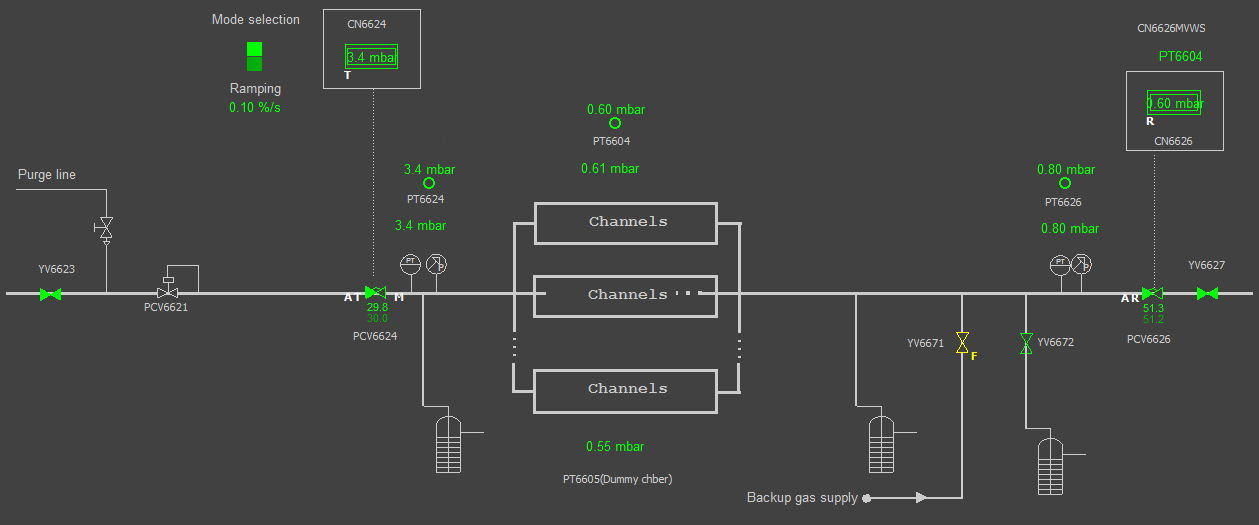 Mode selection
Ramping
0.10 %/s
CN6624
3.4 mbar
T
CN6626MVWS
PT6604
0.60 mbar
R
CN6626
0.60 mbar
PT6604
0.61 mbar
3.4 mbar
PT6624
3.4 mbar
0.80 mbar
PT6626
0.80 mbar
Purge line
YV6623
PCV6621
PT
P
A T
M
29.8
30.0
PCV6624
Channels
Channels
Channels
PT
P
YV6627
AR
51.3
51.2
PCV6626
YV6671
F
YV6672
0.55 mbar
PT6605(Dummy chber)
Backup gas supply